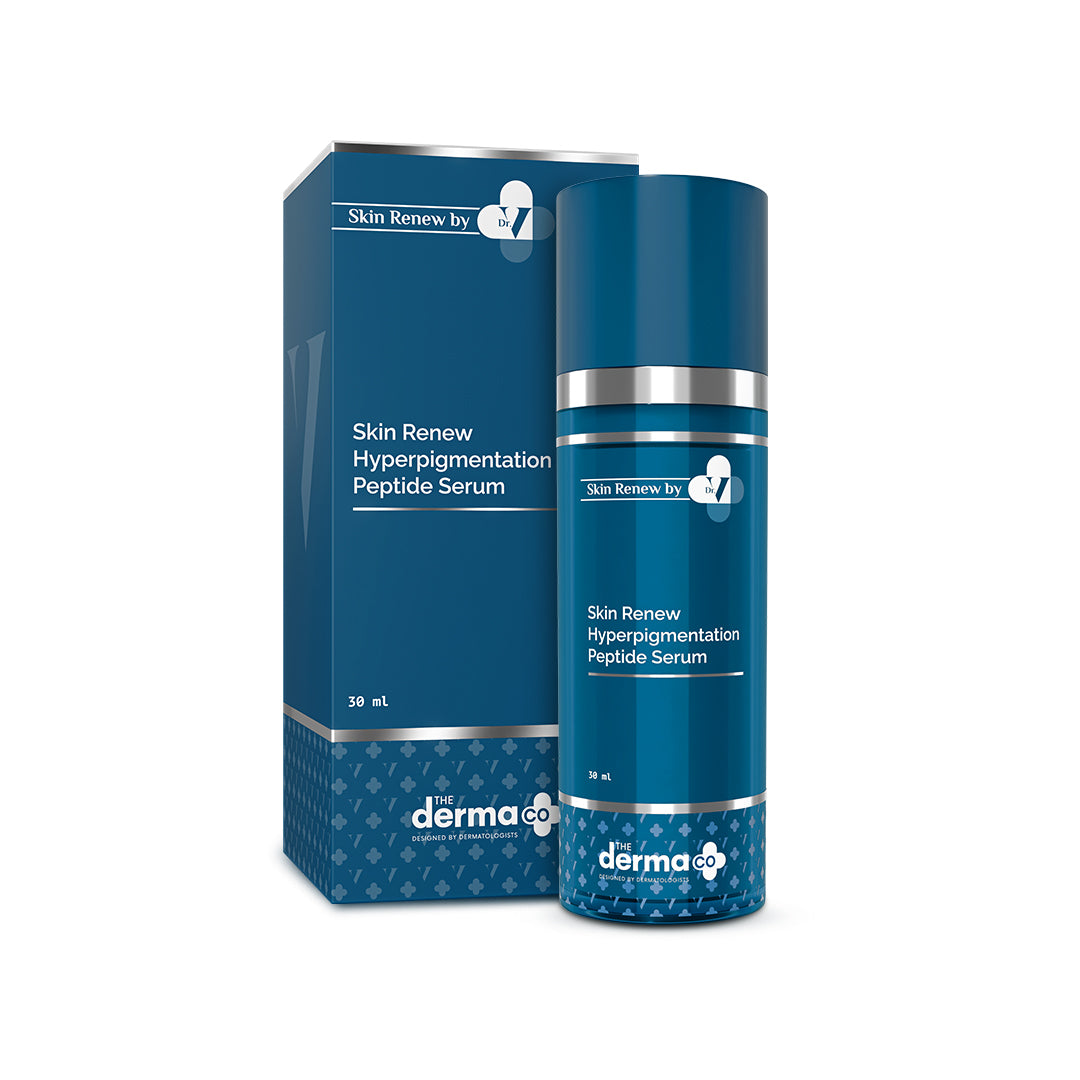 Skin Renew by Dr.V
Skin Renew
Hyperpigmentation
Peptide Serum
30 ml
THE
derma co
DESIGNED BY DERMATOLOGISTS
Skin Renew by Dr.V
Skin Renew
Hyperpigmentation
Peptide Serum
30 ml
THE
derma co
DESIGNED BY DERMATOLOGISTS